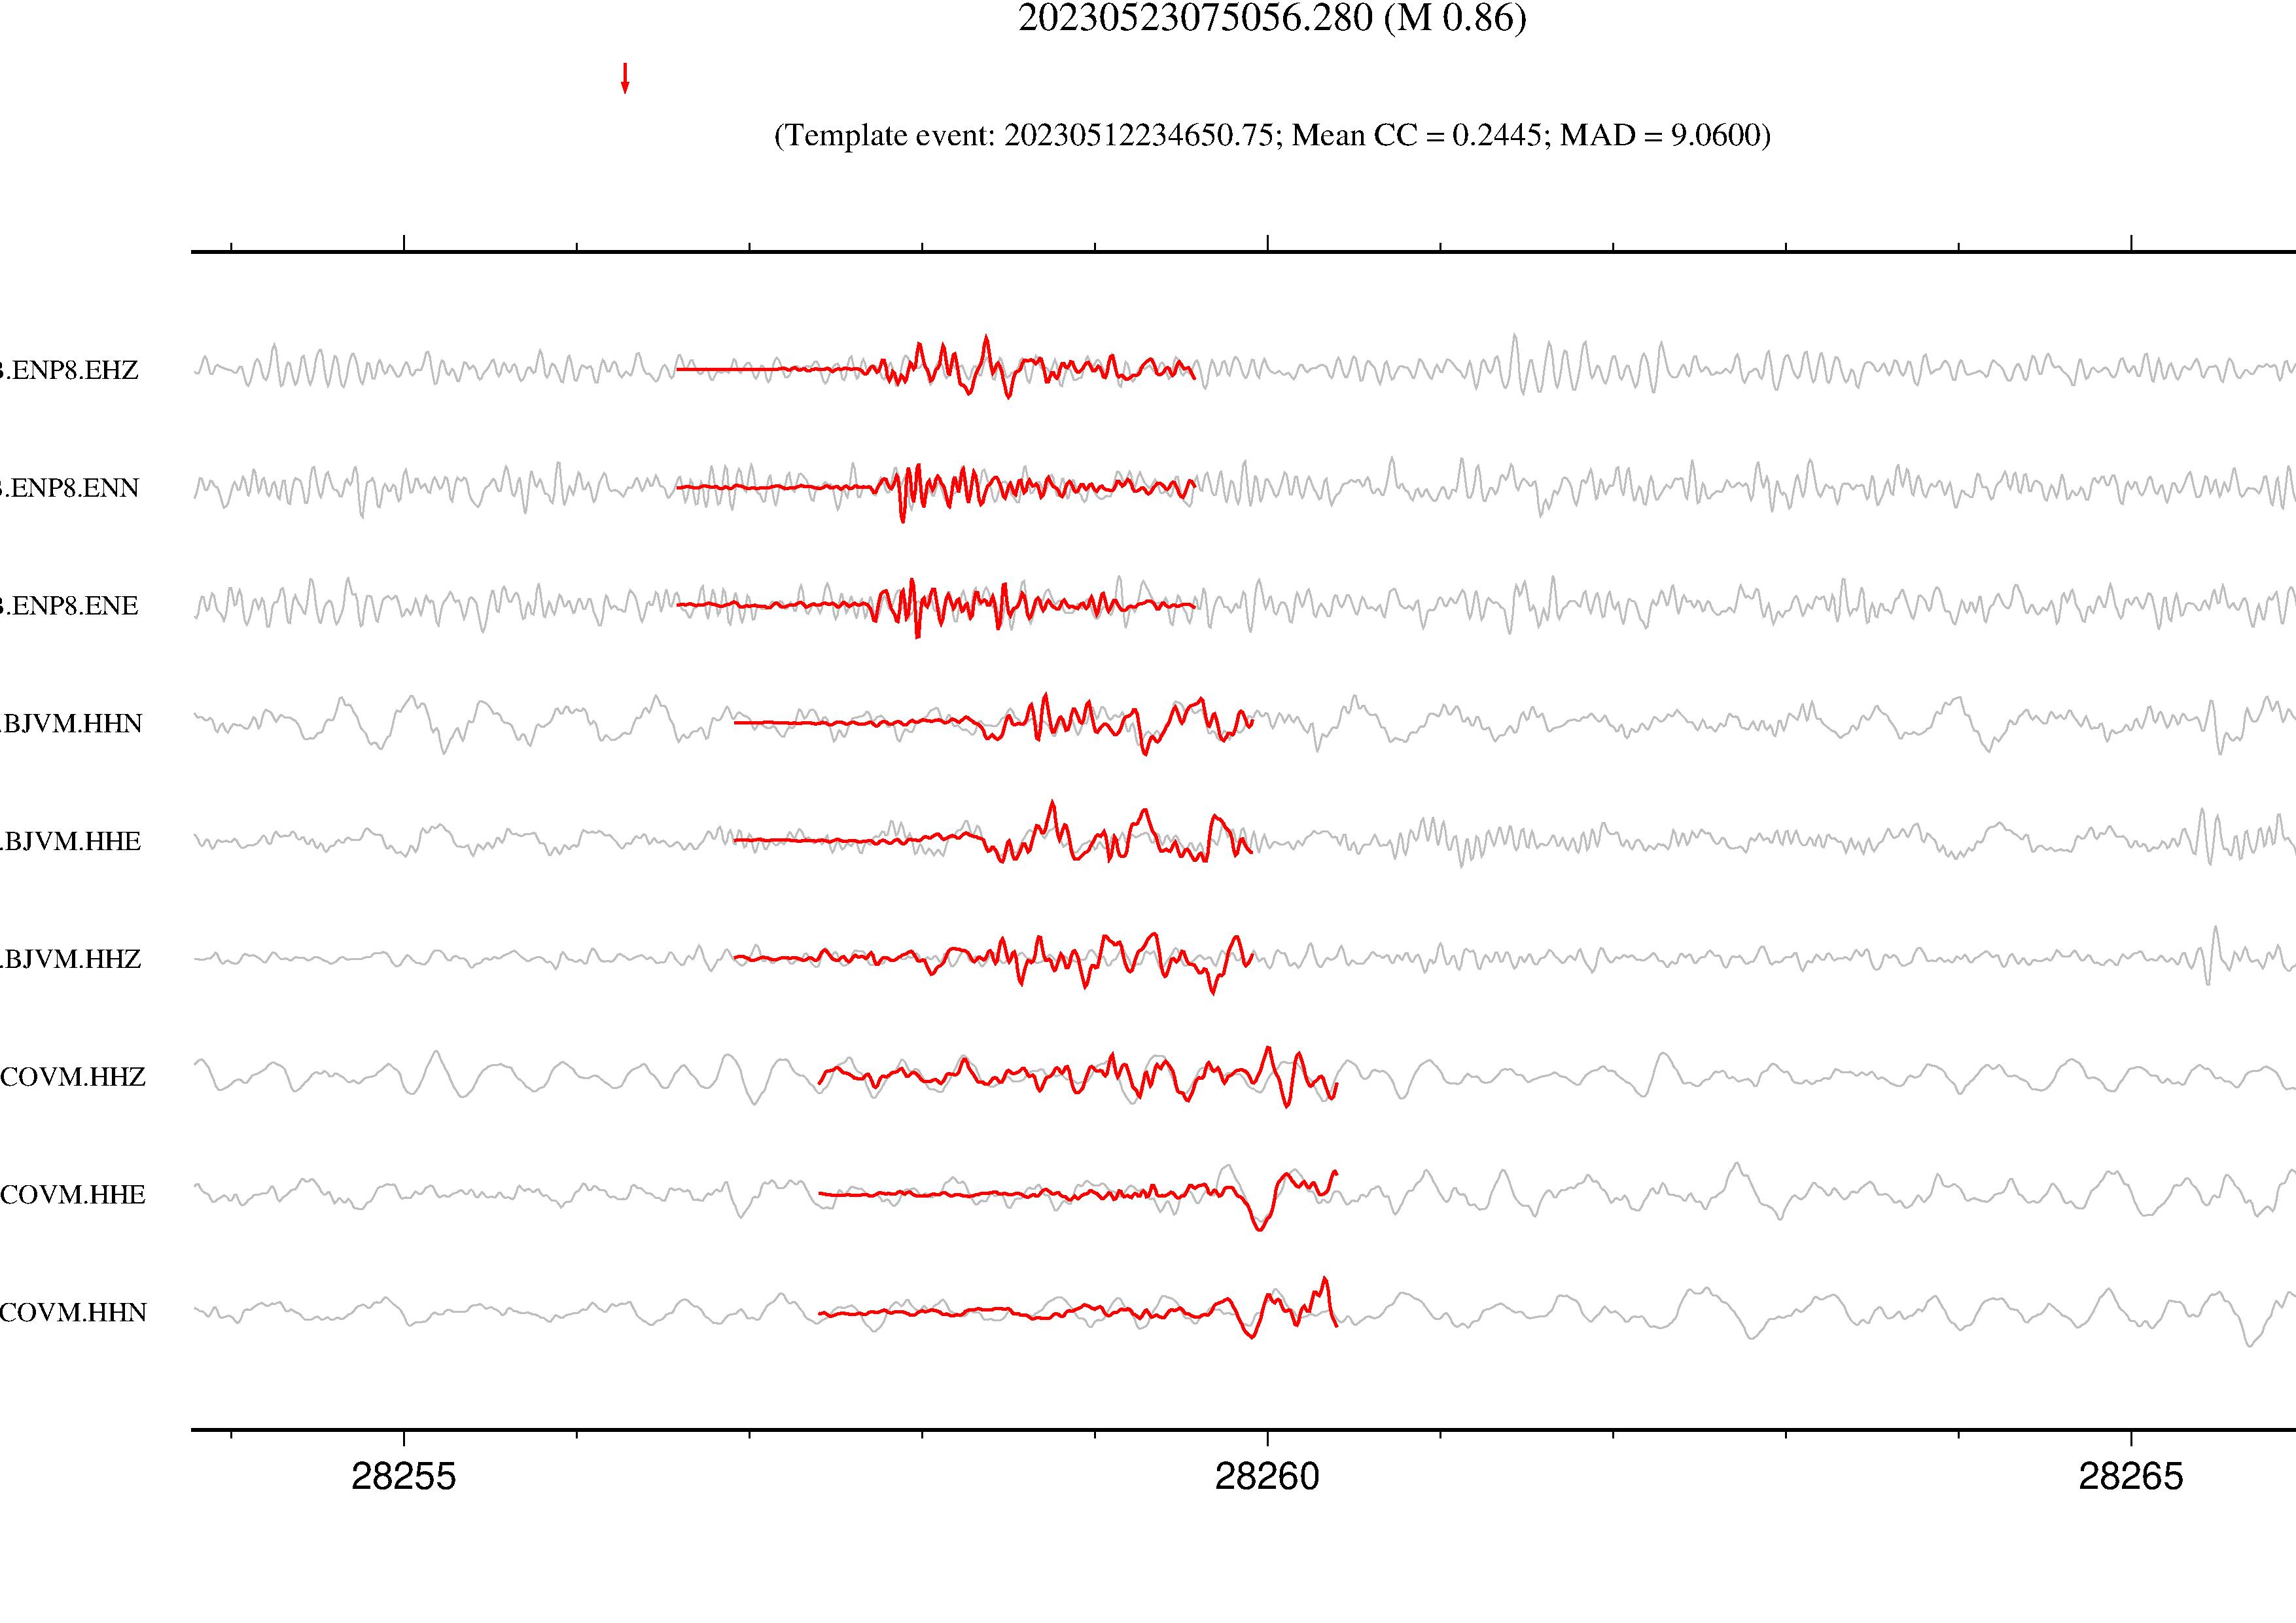 20230523075056.280 (M 0.86)
(Template event: 20230512234650.75; Mean CC = 0.2445; MAD = 9.0600)
.ENP8.EHZ
.ENP8.ENN
.ENP8.ENE
.BJVM.HHN
.BJVM.HHE
.BJVM.HHZ
COVM.HHZ
COVM.HHE
COVM.HHN
28255 28260 28265